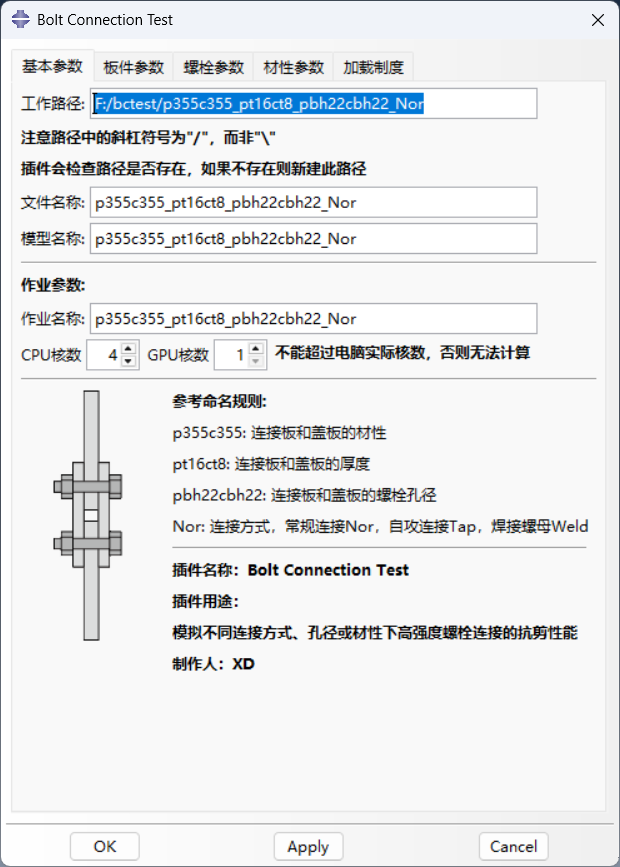 Bolt Connection Test
基本参数 板件参数 螺栓参数 材性参数 加载制度
工作路径: F:/bctest/p355c355_pt16ct8_pbh22cbh22_Nor
注意路径中的斜杠符号为"/"，而非"\"
插件会检查路径是否存在，如果不存在则新建此路径
文件名称: p355c355_pt16ct8_pbh22cbh22_Nor
模型名称: p355c355_pt16ct8_pbh22cbh22_Nor
作业参数:
作业名称: p355c355_pt16ct8_pbh22cbh22_Nor
CPU核数 4 GPU核数 1 不能超过电脑实际核数，否则无法计算
参考命名规则:
p355c355: 连接板和盖板的材性
pt16ct8: 连接板和盖板的厚度
pbh22cbh22: 连接板和盖板的螺栓孔径
Nor: 连接方式，常规连接Nor，自攻连接Tap，焊接螺母Weld
插件名称：Bolt Connection Test
插件用途：
模拟不同连接方式、孔径或材性下高强度螺栓连接的抗剪性能
制作人：XD
OK Apply Cancel